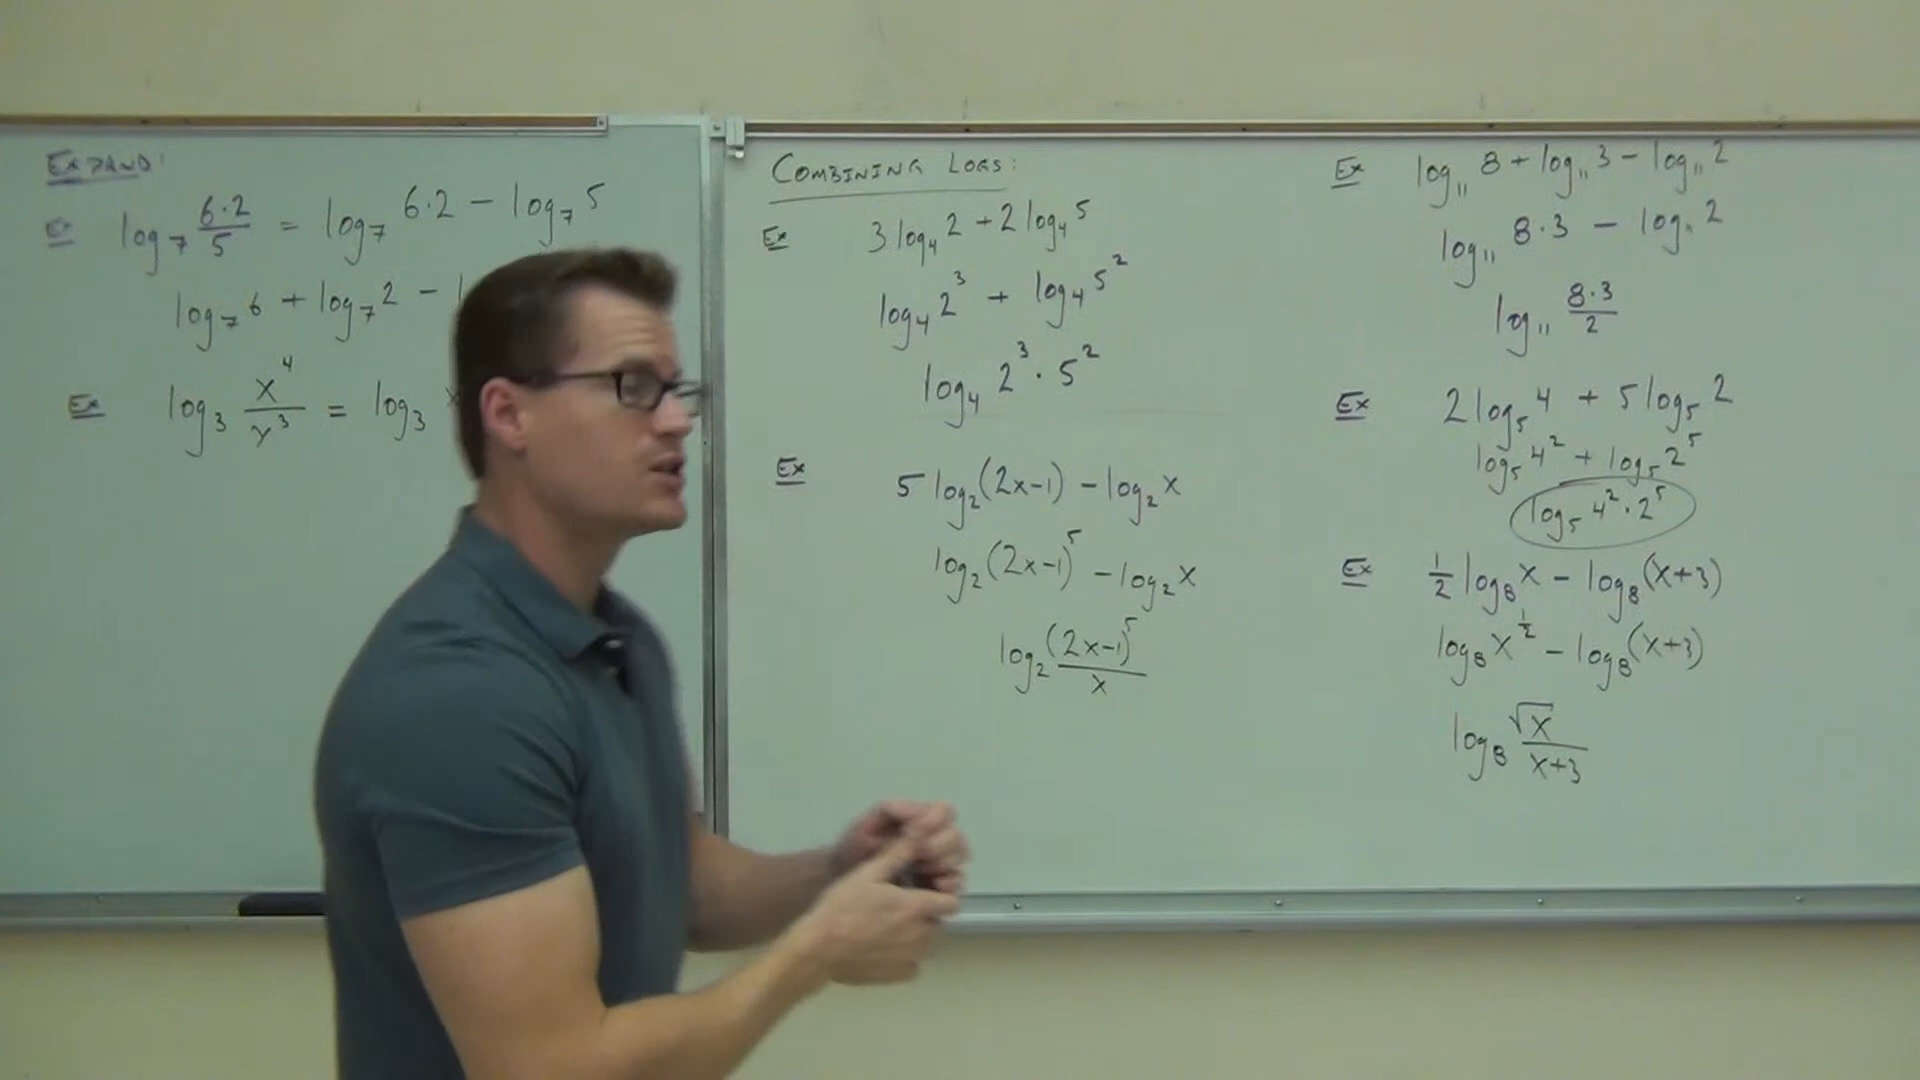 EXPAND:
Ex log₇ 6·2/5 = log₇ 6·2 − log₇ 5
log₇ 6 + log₇ 2 −
Ex log₃ x⁴/y³ = log₃
COMBINING LOGS:
Ex 3 log₄ 2 + 2 log₄ 5
log₄ 2³ + log₄ 5²
log₄ 2³ · 5²
Ex 5 log₂(2x−1) − log₂ x
log₂(2x−1)⁵ − log₂ x
log₂ (2x−1)⁵/x
Ex log₁₁ 8 + log₁₁ 3 − log₁₁ 2
log₁₁ 8·3 − log₁₁ 2
log₁₁ 8·3/2
Ex 2 log₅ 4 + 5 log₅ 2
log₅ 4² + log₅ 2⁵
log₅ 4² · 2⁵
Ex ½ log₈ x − log₈(x+3)
log₈ x^½ − log₈(x+3)
log₈ √x/x+3